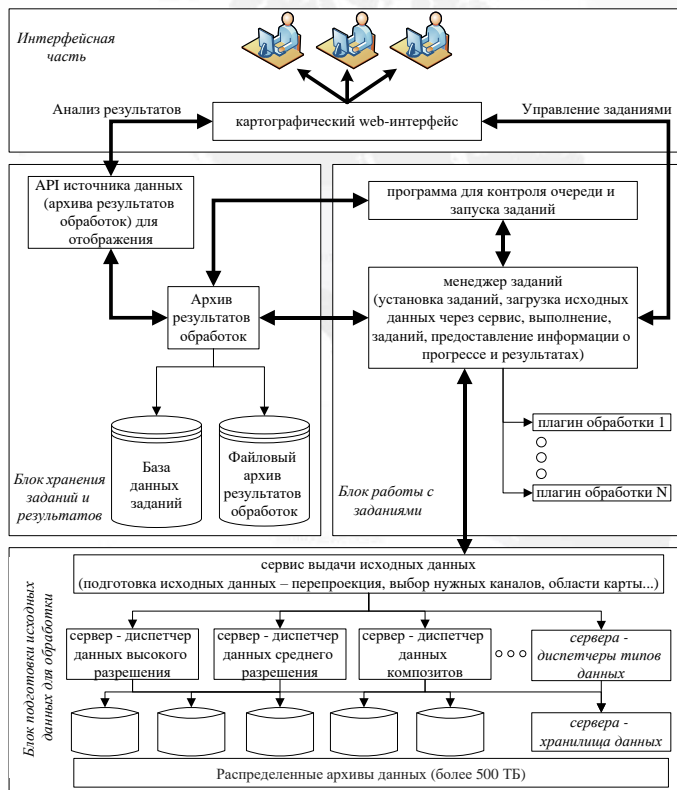 Интерфейсная
часть
Анализ результатов
Управление заданиями
картографический web-интерфейс
API источника данных
(архива результатов
обработок) для
отображения
программа для контроля очереди и
запуска заданий
Архив
результатов
обработок
менеджер заданий
(установка заданий, загрузка исходных
данных через сервис, выполнение,
заданий, предоставление информации о
прогрессе и результатах)
База
данных
заданий
Файловый
архив
результатов
обработок
Блок хранения
заданий и
результатов
плагин обработки 1
плагин обработки N
Блок работы с
заданиями
Блок подготовки исходных
данных для обработки
сервис выдачи исходных данных
(подготовка исходных данных – перепроекция, выбор нужных каналов, области карты...)
сервер - диспетчер
данных высокого
разрешения
сервер - диспетчер
данных среднего
разрешения
сервер - диспетчер
данных
композитов
сервера -
диспетчеры типов
данных
сервера -
хранилища данных
Распределенные архивы данных (более 500 ТБ)